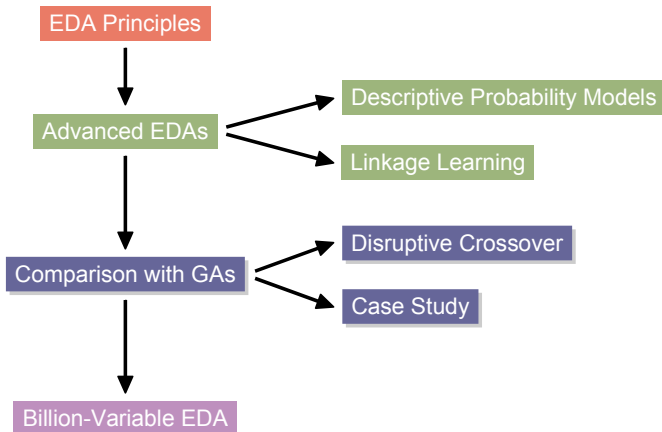 EDA Principles
Advanced EDAs
Descriptive Probability Models
Linkage Learning
Comparison with GAs
Disruptive Crossover
Case Study
Billion-Variable EDA